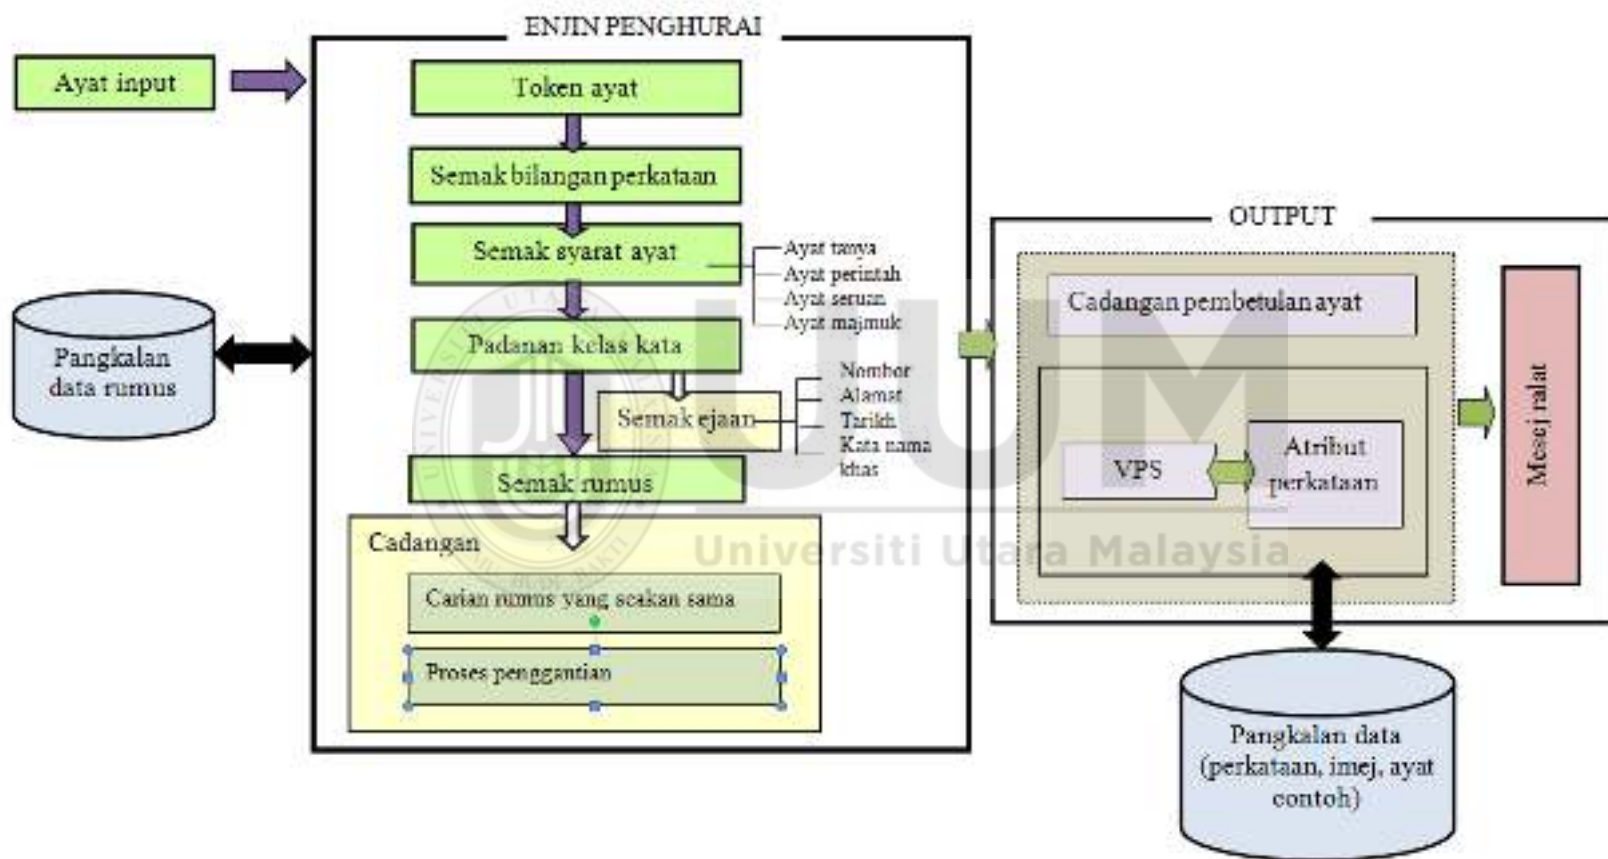 ENJIN PENGHURAI
Ayat input
Token ayat
Semak bilangan perkataan
Semak syarat ayat
Ayat tanya
Ayat perintah
Ayat seruan
Ayat majmuk
Padanan kelas kata
Pangkalan
data rumus
Semak ejaan
Nombor
Alamat
Tarikh
Kata nama
khas
Semak rumus
Cadangan
Carian rumus yang seakan sama
Proses penggantian
OUTPUT
Cadangan pembetulan ayat
VPS
Atribut
perkataan
Mesej ralat
Pangkalan data
(perkataan, imej, ayat
contoh)
UUM
Universiti Utara Malaysia